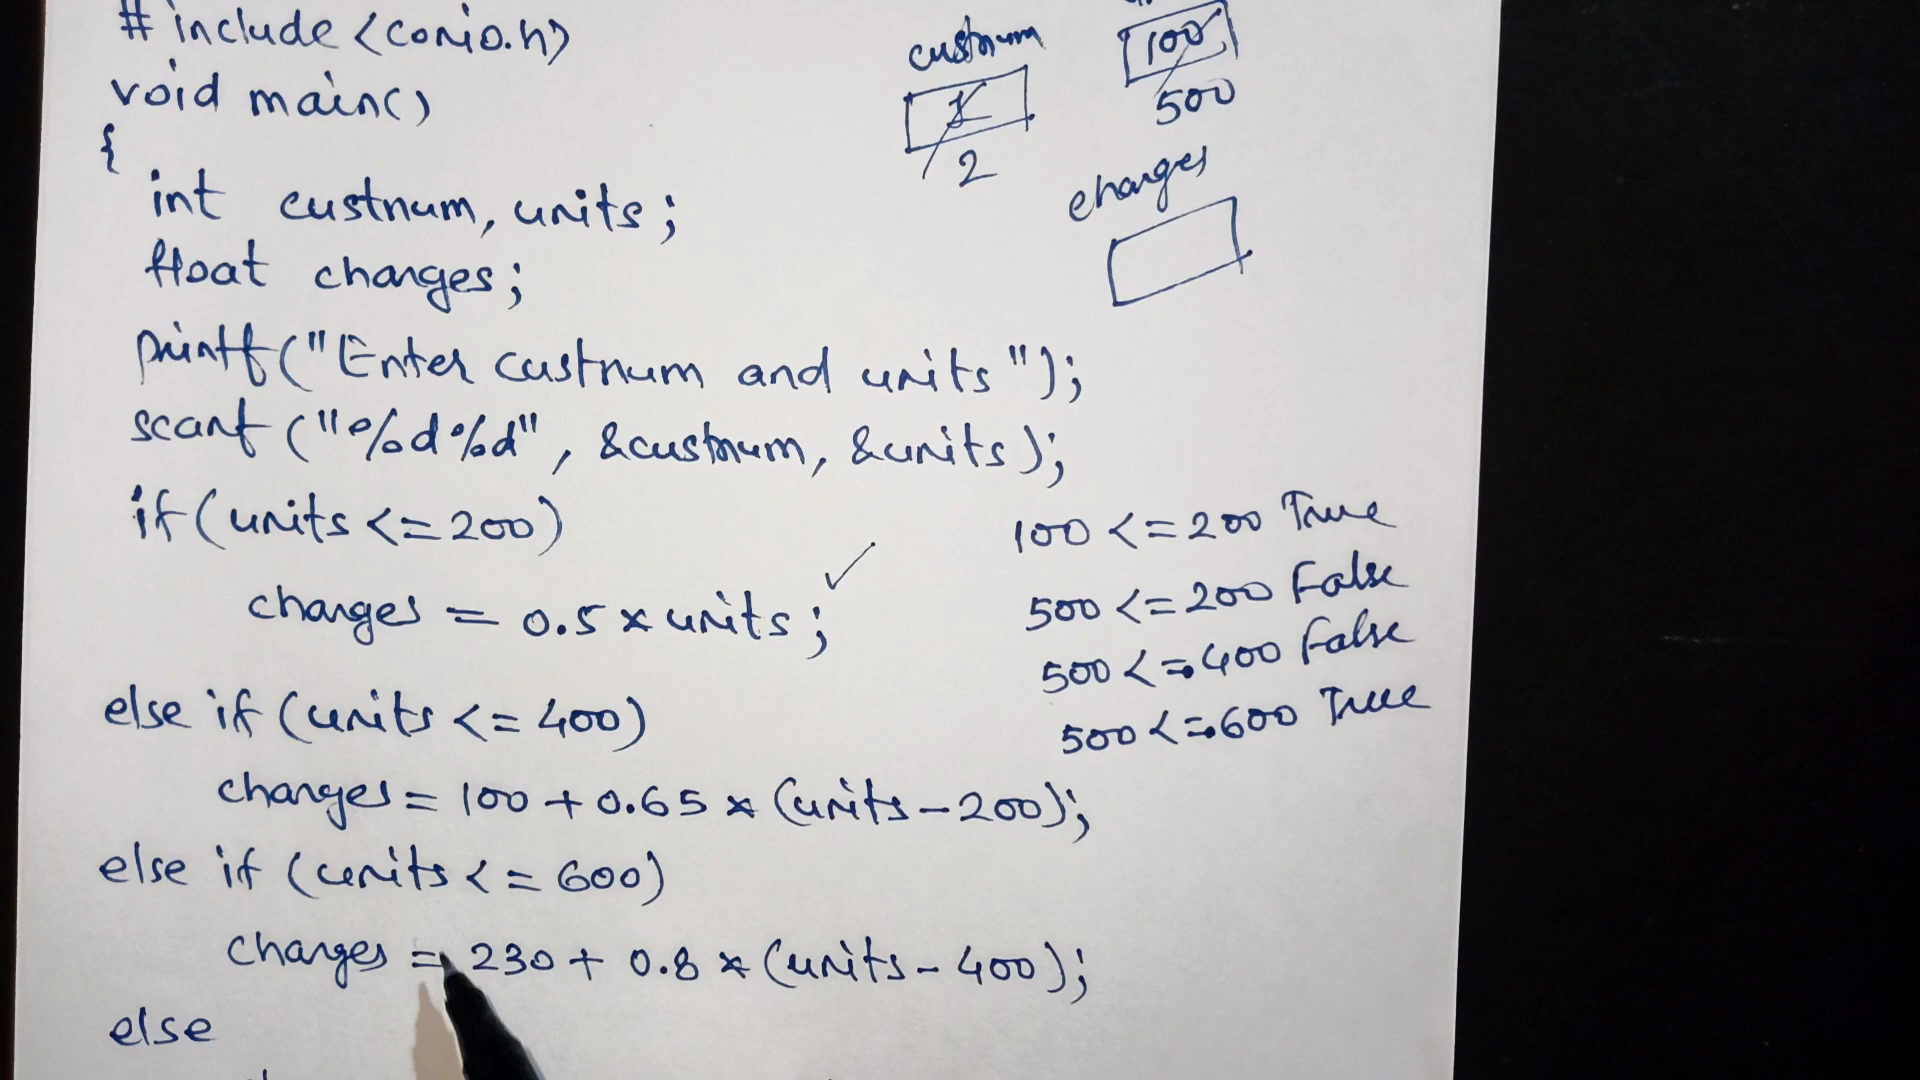 # include <conio.h>
void main()
{
int custnum, units;
float charges;
printf("Enter custnum and units");
scanf("%d%d", &custnum, &units);
if(units <= 200)
charges = 0.5 * units;
else if (units <= 400)
charges = 100 + 0.65 * (units - 200);
else if (units <= 600)
charges = 230 + 0.8 * (units - 400);
else
custnum
1
2
100
500
charges
100 <= 200 True
500 <= 200 False
500 <= 400 False
500 <= 600 True